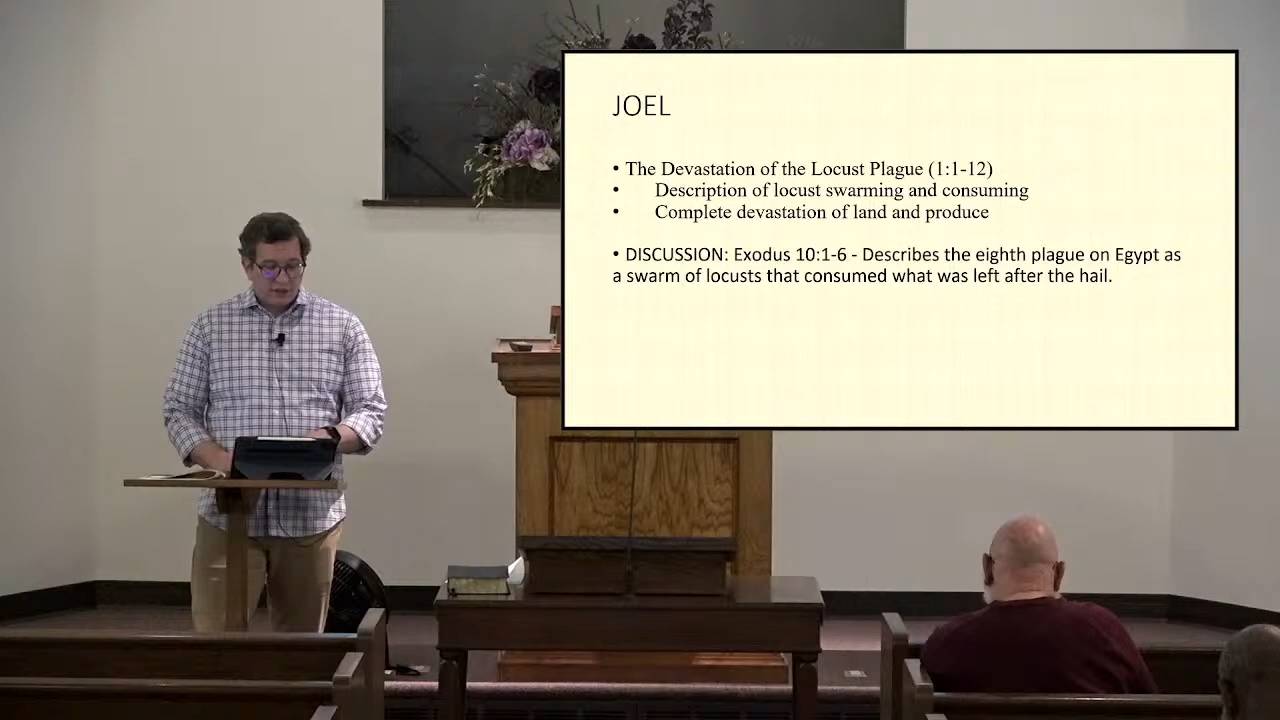 JOEL
• The Devastation of the Locust Plague (1:1-12)
• Description of locust swarming and consuming
• Complete devastation of land and produce
• DISCUSSION: Exodus 10:1-6 - Describes the eighth plague on Egypt as
a swarm of locusts that consumed what was left after the hail.